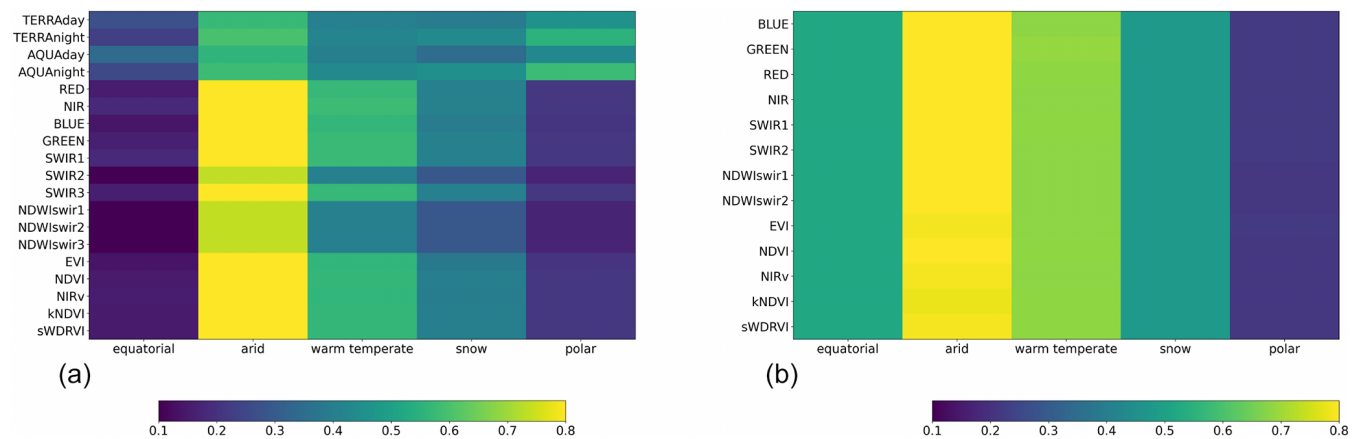 TERRAday
TERRAnight
AQUAday
AQUAnight
RED
NIR
BLUE
GREEN
SWIR1
SWIR2
SWIR3
NDWIswir1
NDWIswir2
NDWIswir3
EVI
NDVI
NIRv
kNDVI
sWDRVI
equatorial arid warm temperate snow polar
(a)
0.1 0.2 0.3 0.4 0.5 0.6 0.7 0.8
BLUE
GREEN
RED
NIR
SWIR1
SWIR2
NDWIswir1
NDWIswir2
EVI
NDVI
NIRv
kNDVI
sWDRVI
equatorial arid warm temperate snow polar
(b)
0.1 0.2 0.3 0.4 0.5 0.6 0.7 0.8